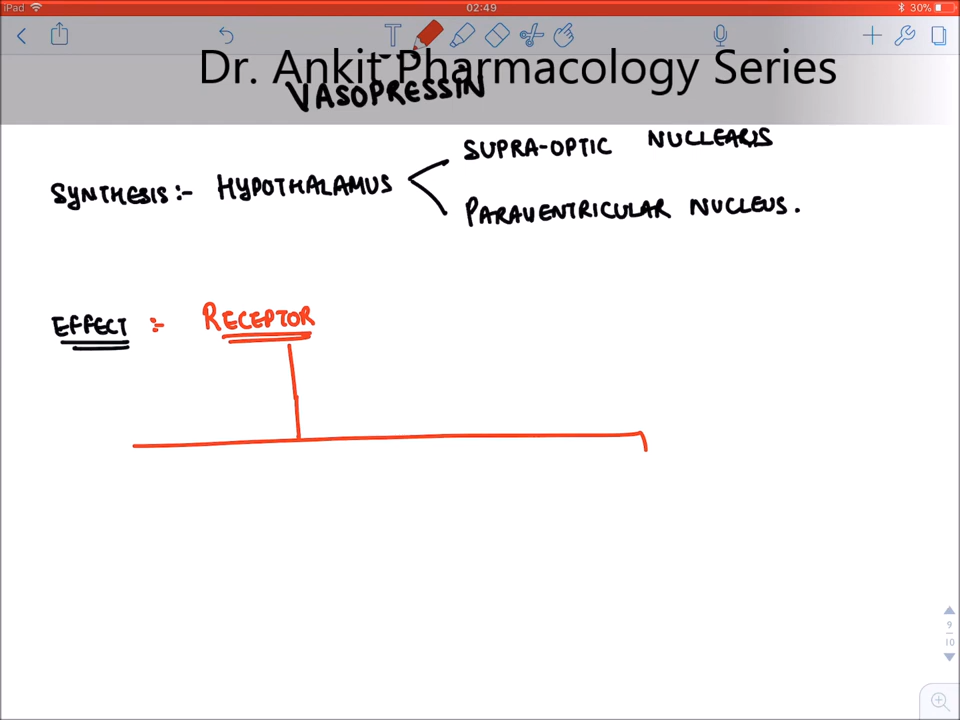 iPad 02:49 30%
T
Dr. Ankit Pharmacology Series
VASOPRESSIN
SUPRA-OPTIC NUCLEARIS
SYNTHESIS:- HYPOTHALAMUS
PARAVENTRICULAR NUCLEUS.
EFFECT :- RECEPTOR
9
10